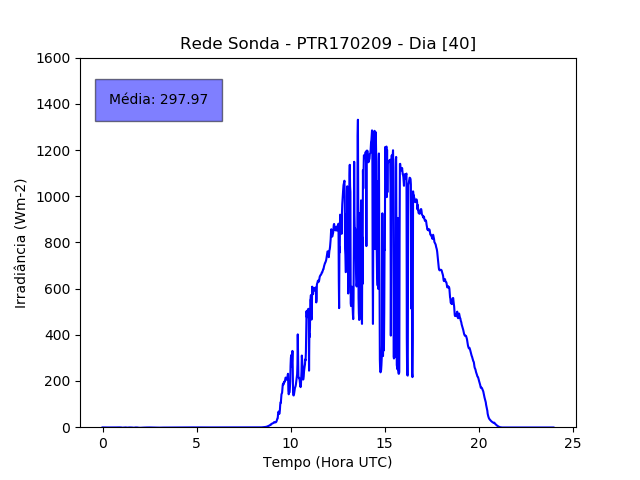 Rede Sonda - PTR170209 - Dia [40]
Média: 297.97
Irradiância (Wm-2)
1600
1400
1200
1000
800
600
400
200
0
0 5 10 15 20 25
Tempo (Hora UTC)